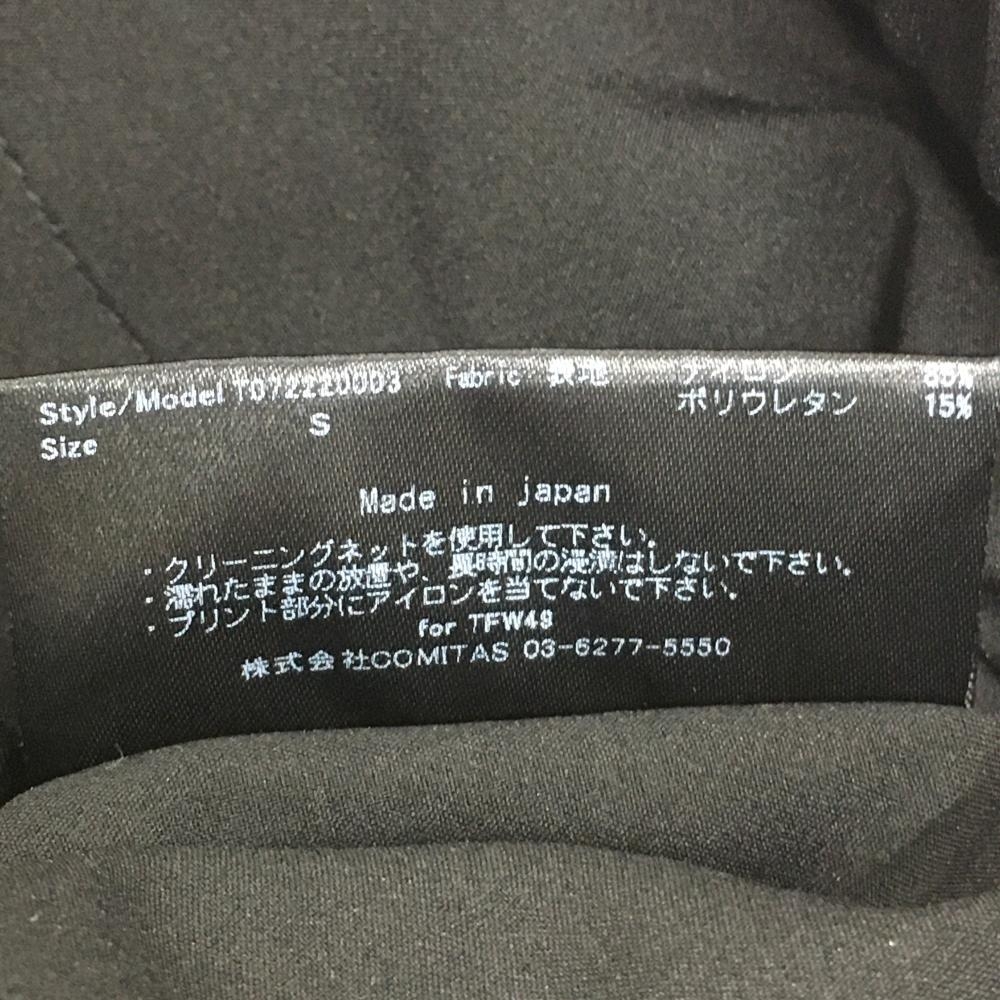 Style/Model T072220003 Fabric 表地 ナイロン 85%
ポリウレタン 15%
Size S
Made in japan
・クリーニングネットを使用して下さい。
・濡れたままの放置や、長時間の浸漬はしないで下さい。
・プリント部分にアイロンを当てないで下さい。
for TFW49
株式会社COMITAS 03-6277-5550